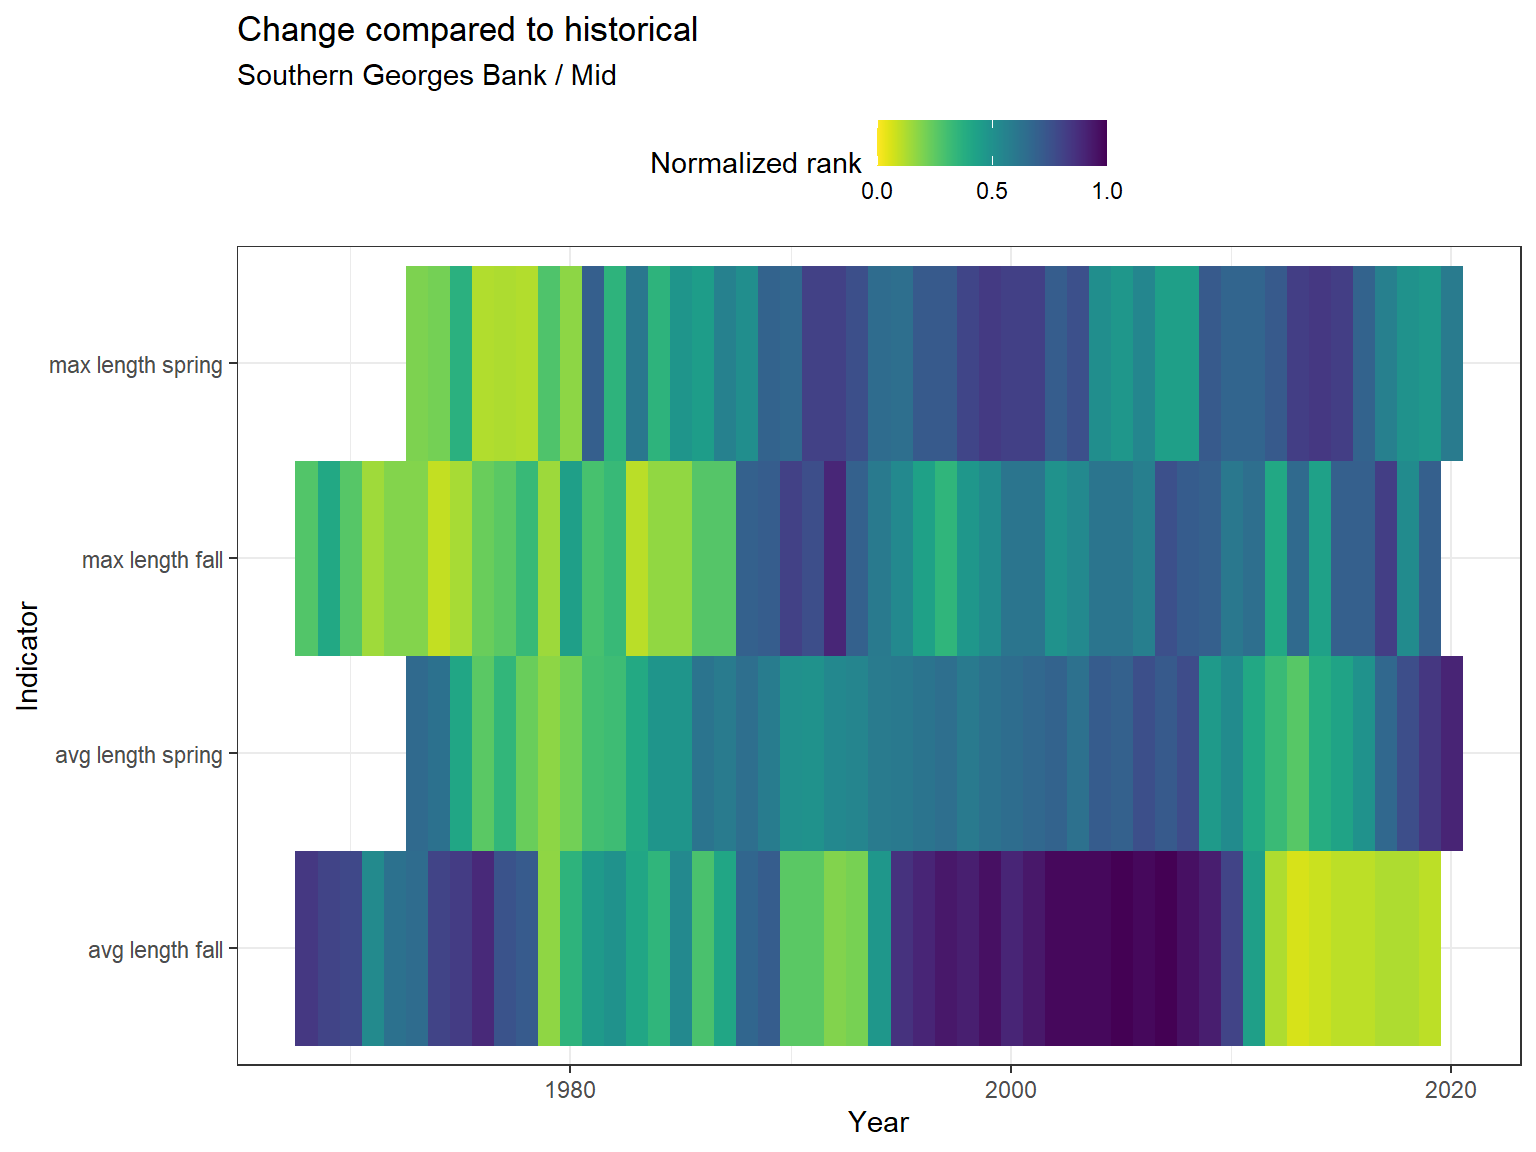 Change compared to historical
Southern Georges Bank / Mid
Normalized rank
0.0 0.5 1.0
max length spring
max length fall
avg length spring
avg length fall
Indicator
1980 2000 2020
Year